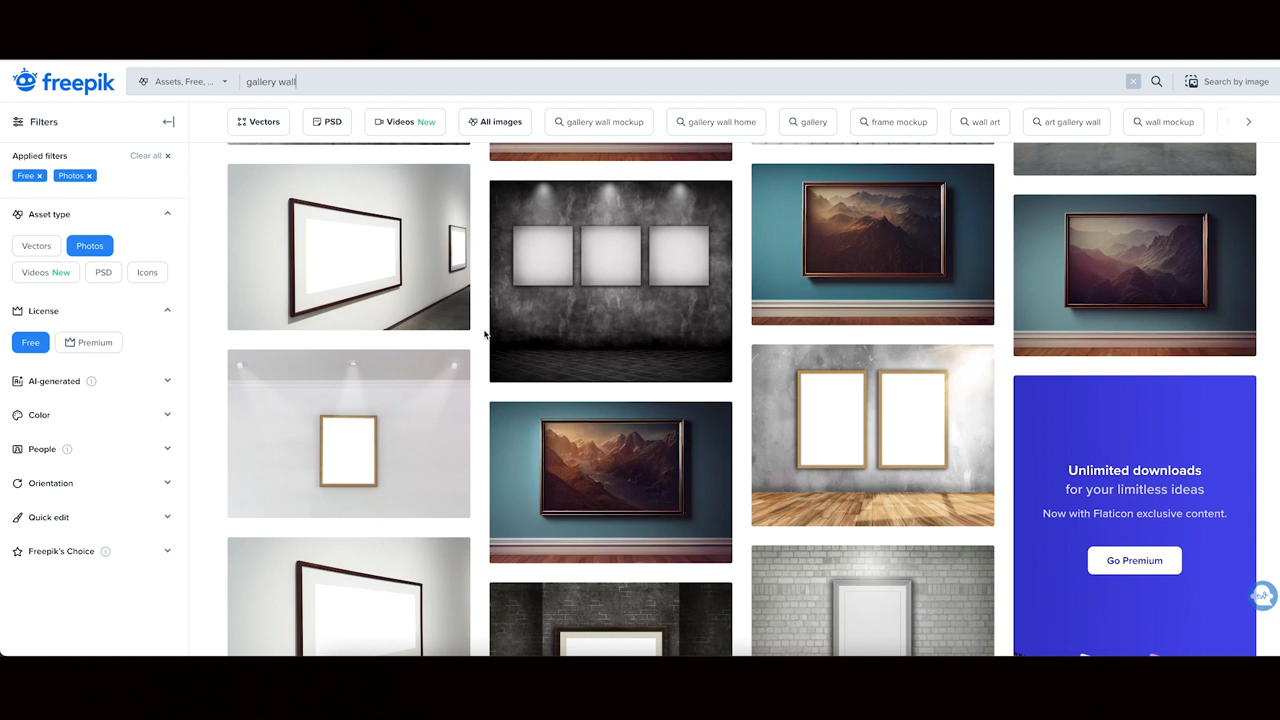 freepik
Assets, Free, ...
gallery wall
Search by image
Filters
Vectors
PSD
Videos New
All images
gallery wall mockup
gallery wall home
gallery
frame mockup
wall art
art gallery wall
wall mockup
Applied filters
Clear all ×
Free ×
Photos ×
Asset type
Vectors
Photos
Videos New
PSD
Icons
License
Free
Premium
AI-generated
Color
People
Orientation
Quick edit
Freepik's Choice
Unlimited downloads
for your limitless ideas
Now with Flaticon exclusive content.
Go Premium